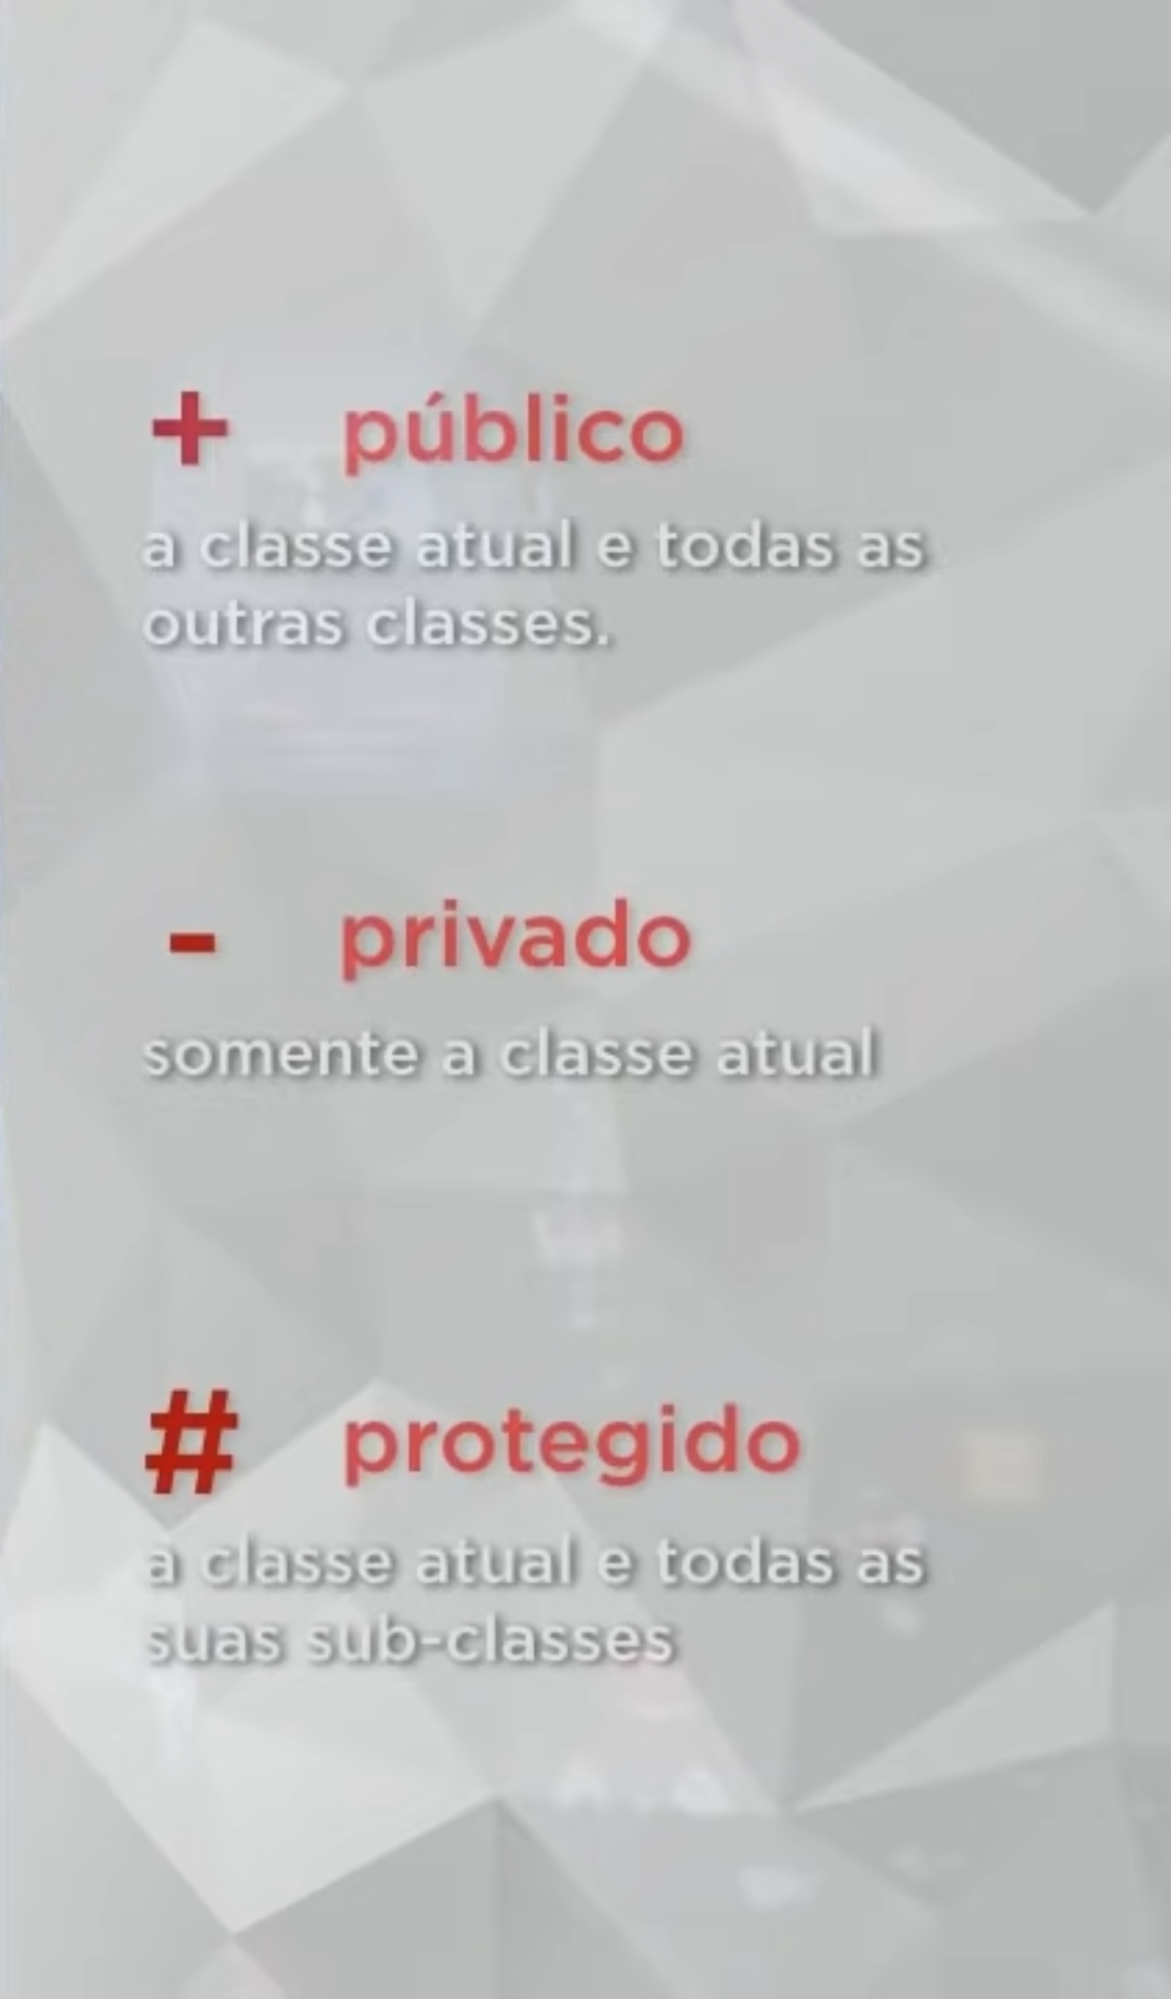 + público
a classe atual e todas as
outras classes.
- privado
somente a classe atual
# protegido
a classe atual e todas as
suas sub-classes